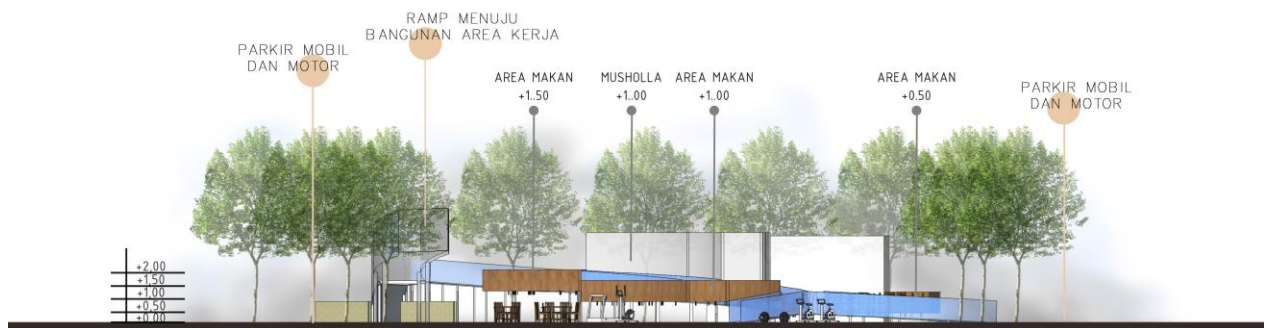 RAMP MENUJU
BANGUNAN AREA KERJA
PARKIR MOBIL
DAN MOTOR
AREA MAKAN
+1.50
MUSHOLLA
+1.00
AREA MAKAN
+1.00
AREA MAKAN
+0.50
PARKIR MOBIL
DAN MOTOR
+2,00
+1,50
+1,00
+0,50
+0,00